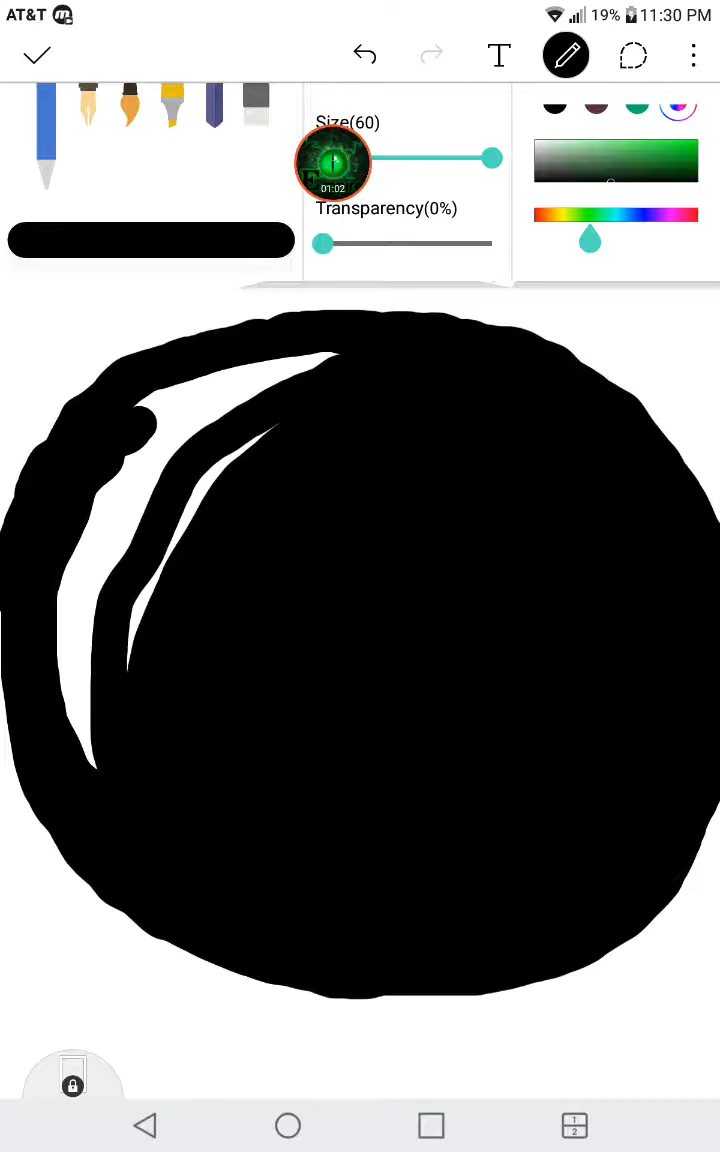 AT&T 19% 11:30 PM
T
Size(60)
01:02
Transparency(0%)
1
2